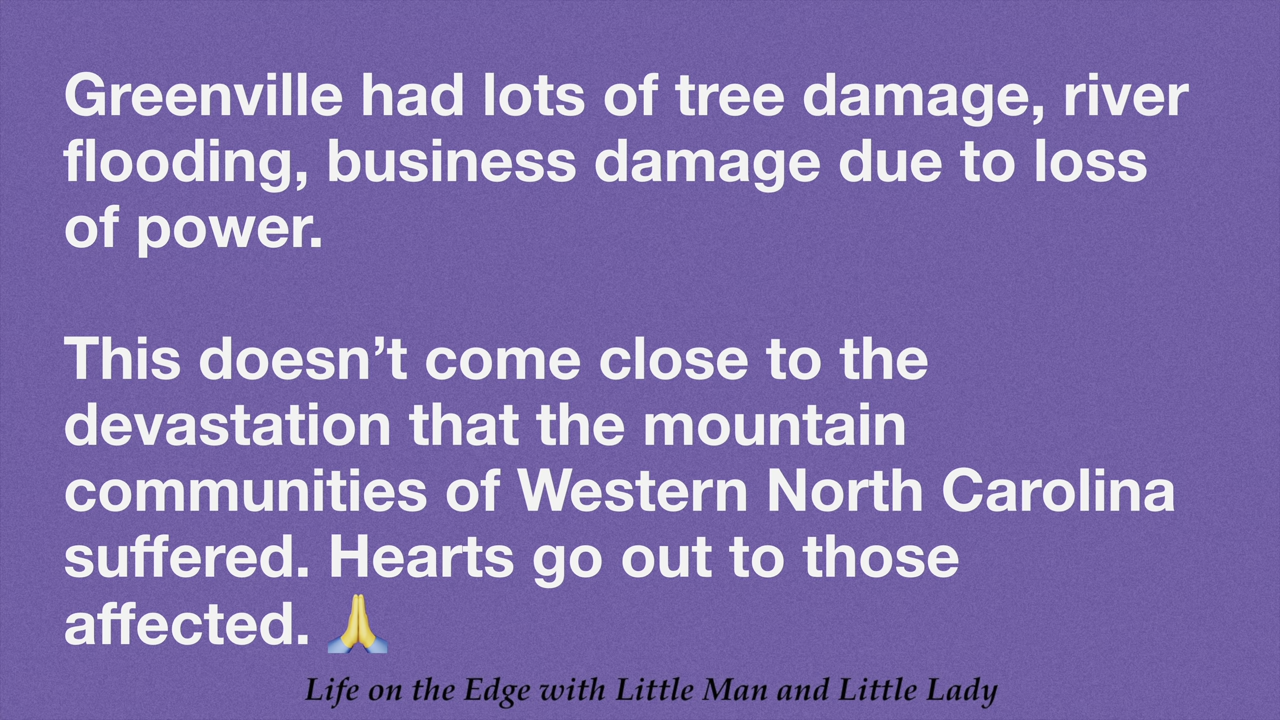 Greenville had lots of tree damage, river
flooding, business damage due to loss
of power.
This doesn’t come close to the
devastation that the mountain
communities of Western North Carolina
suffered. Hearts go out to those
affected. 🙏
Life on the Edge with Little Man and Little Lady